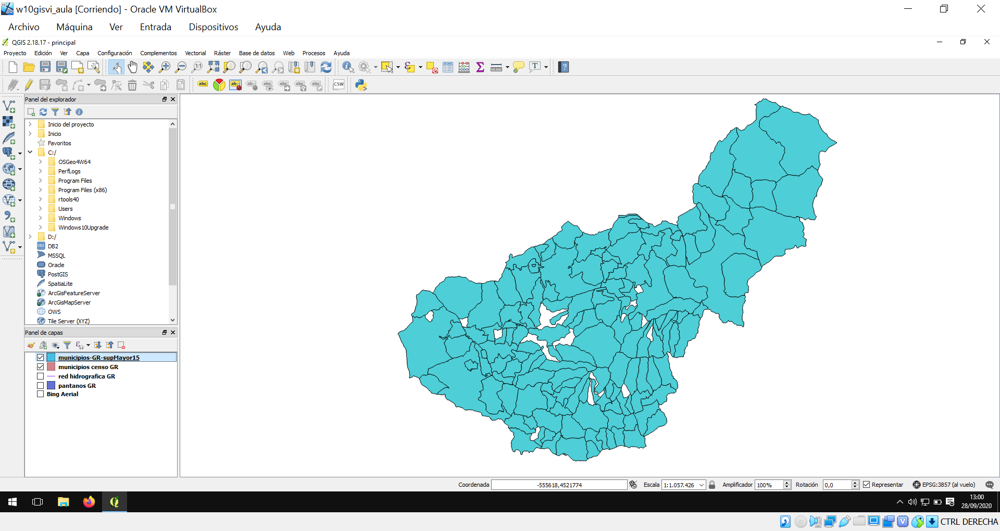 w10gisvi_aula [Corriendo] - Oracle VM VirtualBox
Archivo Máquina Ver Entrada Dispositivos Ayuda
QGIS 2.18.17 - principal
Proyecto Edición Ver Capa Configuración Complementos Vectorial Ráster Base de datos Web Procesos Ayuda
Panel del explorador
Inicio del proyecto
Inicio
Favoritos
C:/
OSGeo4W64
PerfLogs
Program Files
Program Files (x86)
rtools40
Users
Windows
Windows10Upgrade
D:/
DB2
MSSQL
Oracle
PostGIS
SpatiaLite
ArcGisFeatureServer
ArcGisMapServer
OWS
Tile Server (XYZ)
Panel de capas
municipios-GR-supMayor15
municipios censo GR
red hidrografica GR
pantanos GR
Bing Aerial
Coordenada -555618,4521774 Escala 1:1.057.426 Amplificador 100% Rotación 0,0 Representar EPSG:3857 (al vuelo)
13:00
28/09/2020
CTRL DERECHA